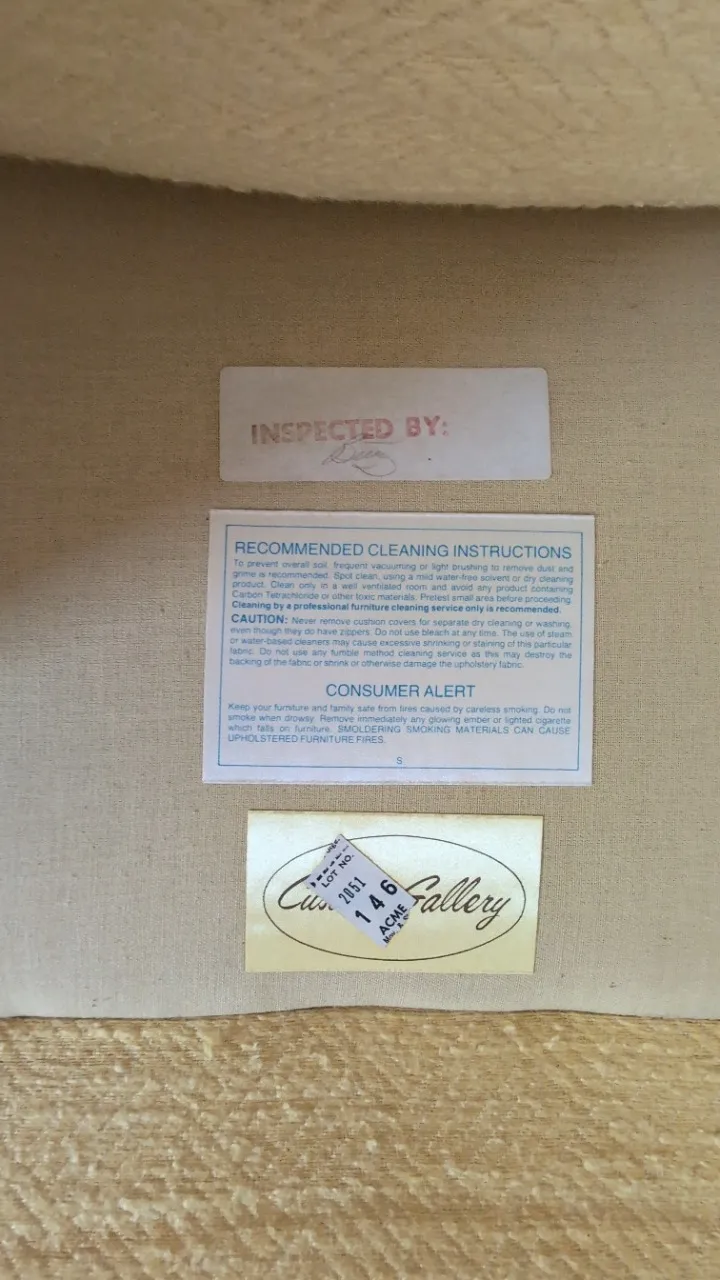 INSPECTED BY:
RECOMMENDED CLEANING INSTRUCTIONS
To prevent overall soil, frequent vacuuming or light brushing to remove dust and
grime is recommended. Spot clean, using a mild water-free solvent or dry cleaning
product. Clean only in a well ventilated room and avoid any product containing
Carbon Tetrachloride or other toxic materials. Pretest small area before proceeding.
Cleaning by a professional furniture cleaning service only is recommended.
CAUTION: Never remove cushion covers for separate dry cleaning or washing,
even though they do have zippers. Do not use bleach at any time. The use of steam
or water-based cleaners may cause excessive shrinking or staining of this particular
fabric. Do not use any tumble method cleaning service as this may destroy the
backing of the fabric or shrink or otherwise damage the upholstery fabric.
CONSUMER ALERT
Keep your furniture and family safe from fires caused by careless smoking. Do not
smoke when drowsy. Remove immediately any glowing ember or lighted cigarette
which falls on furniture. SMOLDERING SMOKING MATERIALS CAN CAUSE
UPHOLSTERED FURNITURE FIRES.
S
Gallery
LOT NO.
2051
146
ACME